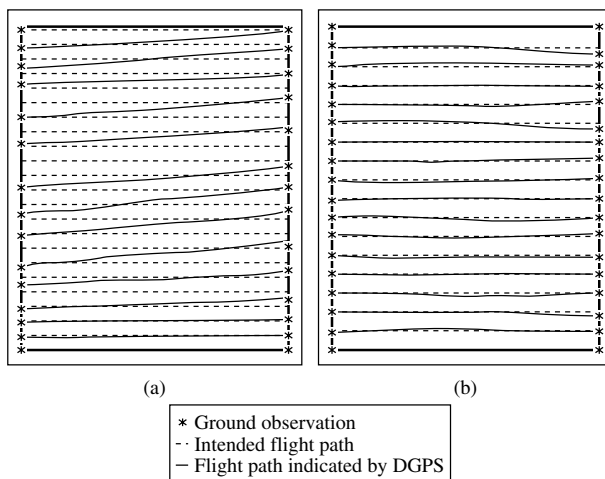 (a)
(b)
Ground observation
Intended flight path
Flight path indicated by DGPS